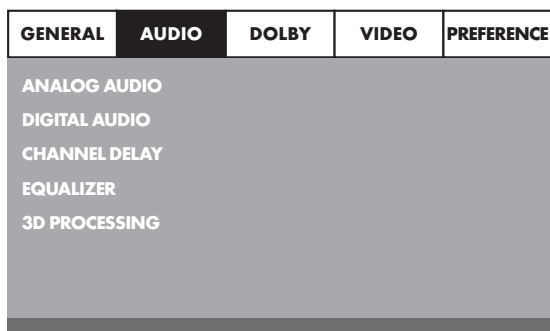 GENERAL AUDIO DOLBY VIDEO PREFERENCE
ANALOG AUDIO
DIGITAL AUDIO
CHANNEL DELAY
EQUALIZER
3D PROCESSING